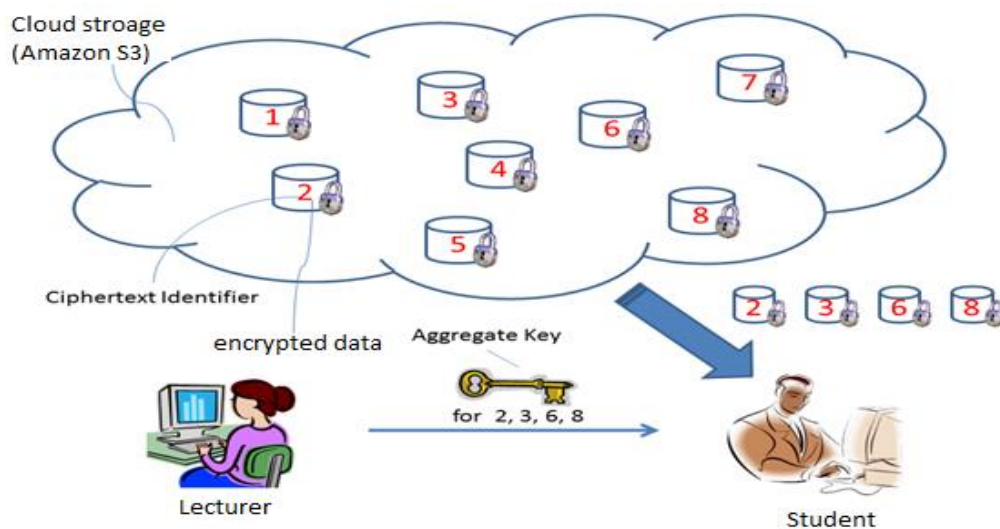 Cloud stroage
(Amazon S3)
7
3
1
6
4
2
8
5
Ciphertext Identifier
2 3 6 8
encrypted data
Aggregate Key
for 2, 3, 6, 8
Lecturer
Student